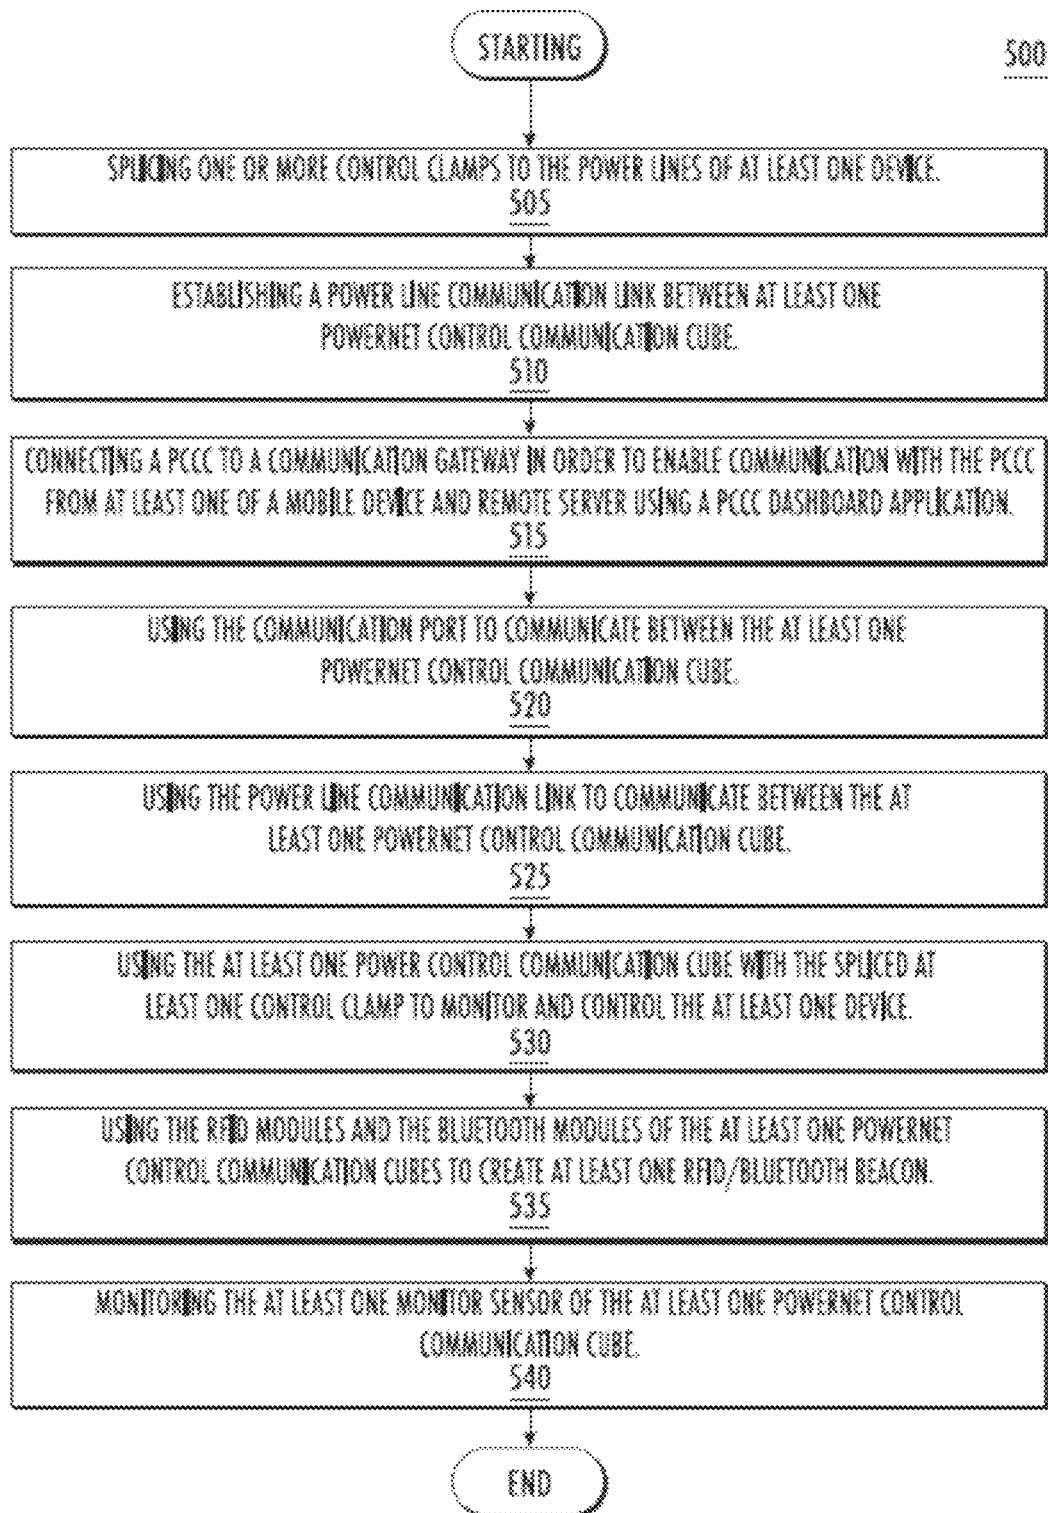 STARTING
500
SPLICING ONE OR MORE CONTROL CLAMPS TO THE POWER LINES OF AT LEAST ONE DEVICE.
505
ESTABLISHING A POWER LINE COMMUNICATION LINK BETWEEN AT LEAST ONE
POWERNET CONTROL COMMUNICATION CUBE.
510
CONNECTING A PCCC TO A COMMUNICATION GATEWAY IN ORDER TO ENABLE COMMUNICATION WITH THE PCCC
FROM AT LEAST ONE OF A MOBILE DEVICE AND REMOTE SERVER USING A PCCC DASHBOARD APPLICATION.
515
USING THE COMMUNICATION PORT TO COMMUNICATE BETWEEN THE AT LEAST ONE
POWERNET CONTROL COMMUNICATION CUBE.
520
USING THE POWER LINE COMMUNICATION LINK TO COMMUNICATE BETWEEN THE AT
LEAST ONE POWERNET CONTROL COMMUNICATION CUBE.
525
USING THE AT LEAST ONE POWER CONTROL COMMUNICATION CUBE WITH THE SPLICED AT
LEAST ONE CONTROL CLAMP TO MONITOR AND CONTROL THE AT LEAST ONE DEVICE.
530
USING THE RFID MODULES AND THE BLUETOOTH MODULES OF THE AT LEAST ONE POWERNET
CONTROL COMMUNICATION CUBES TO CREATE AT LEAST ONE RFID/BLUETOOTH BEACON.
535
MONITORING THE AT LEAST ONE MONITOR SENSOR OF THE AT LEAST ONE POWERNET CONTROL
COMMUNICATION CUBE.
540
END